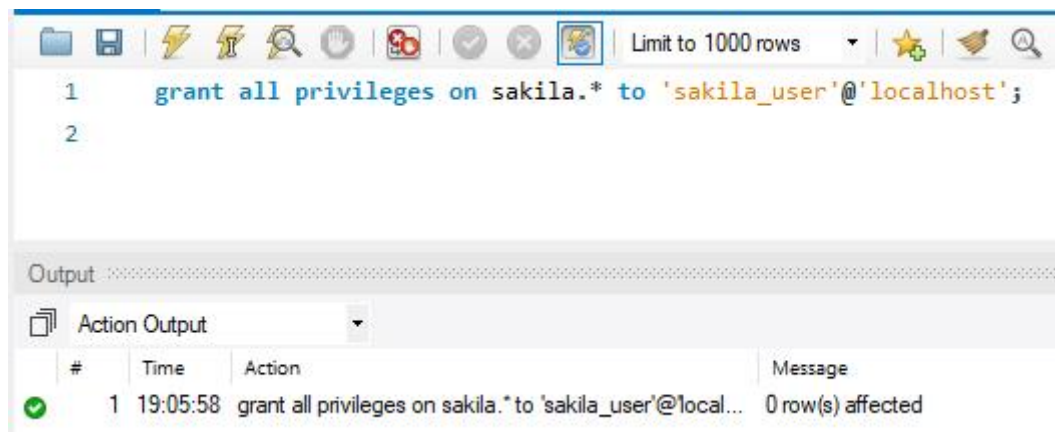 Limit to 1000 rows
1 grant all privileges on sakila.* to 'sakila_user'@'localhost';
2
Output
Action Output
# Time Action Message
1 19:05:58 grant all privileges on sakila.* to 'sakila_user'@'local... 0 row(s) affected